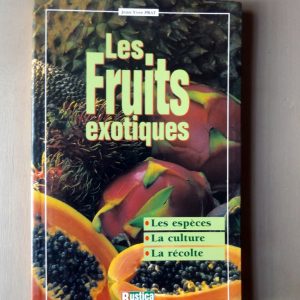 Jean-Yves PRAT
Les
Fruits
exotiques
Les espèces
La culture
La récolte
Rustica